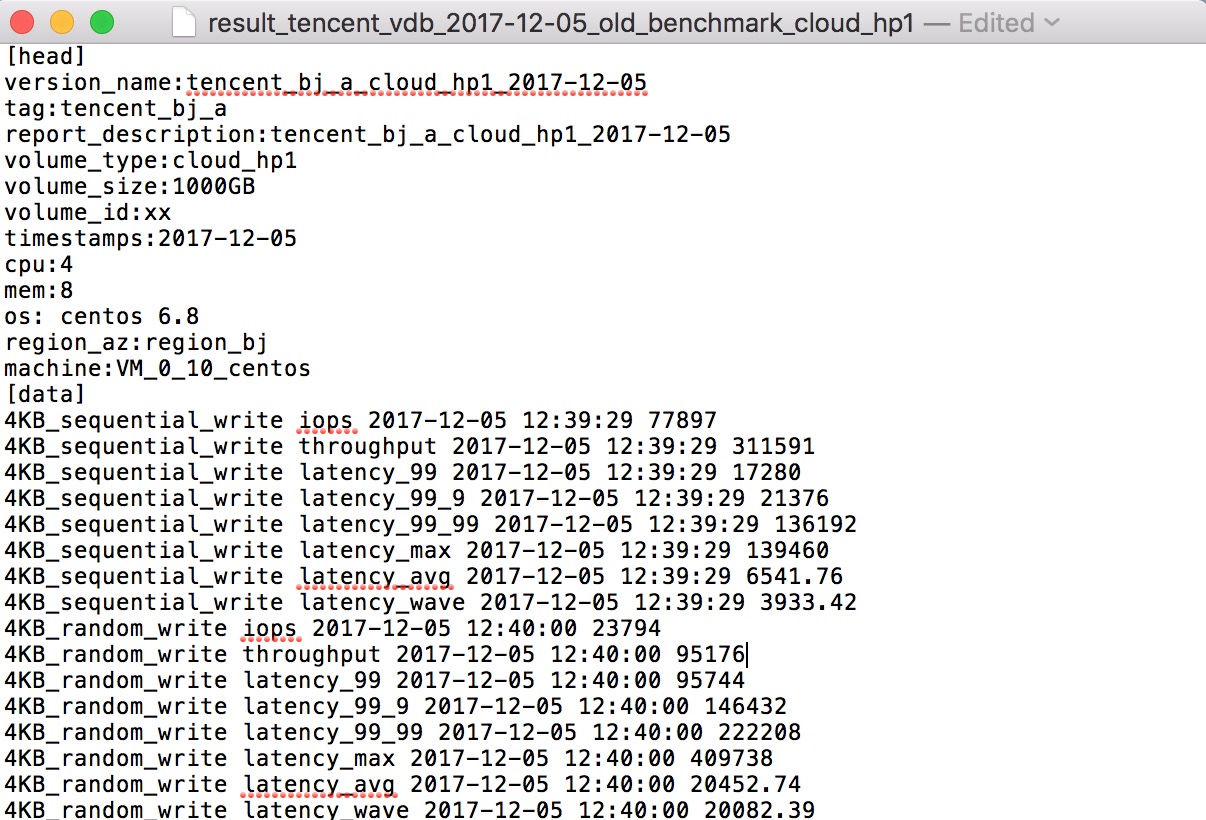 result_tencent_vdb_2017-12-05_old_benchmark_cloud_hp1 — Edited
[head]
version_name:tencent_bj_a_cloud_hp1_2017-12-05
tag:tencent_bj_a
report_description:tencent_bj_a_cloud_hp1_2017-12-05
volume_type:cloud_hp1
volume_size:1000GB
volume_id:xx
timestamps:2017-12-05
cpu:4
mem:8
os: centos 6.8
region_az:region_bj
machine:VM_0_10_centos
[data]
4KB_sequential_write iops 2017-12-05 12:39:29 77897
4KB_sequential_write throughput 2017-12-05 12:39:29 311591
4KB_sequential_write latency_99 2017-12-05 12:39:29 17280
4KB_sequential_write latency_99_9 2017-12-05 12:39:29 21376
4KB_sequential_write latency_99_99 2017-12-05 12:39:29 136192
4KB_sequential_write latency_max 2017-12-05 12:39:29 139460
4KB_sequential_write latency_avg 2017-12-05 12:39:29 6541.76
4KB_sequential_write latency_wave 2017-12-05 12:39:29 3933.42
4KB_random_write iops 2017-12-05 12:40:00 23794
4KB_random_write throughput 2017-12-05 12:40:00 95176
4KB_random_write latency_99 2017-12-05 12:40:00 95744
4KB_random_write latency_99_9 2017-12-05 12:40:00 146432
4KB_random_write latency_99_99 2017-12-05 12:40:00 222208
4KB_random_write latency_max 2017-12-05 12:40:00 409738
4KB_random_write latency_avg 2017-12-05 12:40:00 20452.74
4KB_random_write latency_wave 2017-12-05 12:40:00 20082.39